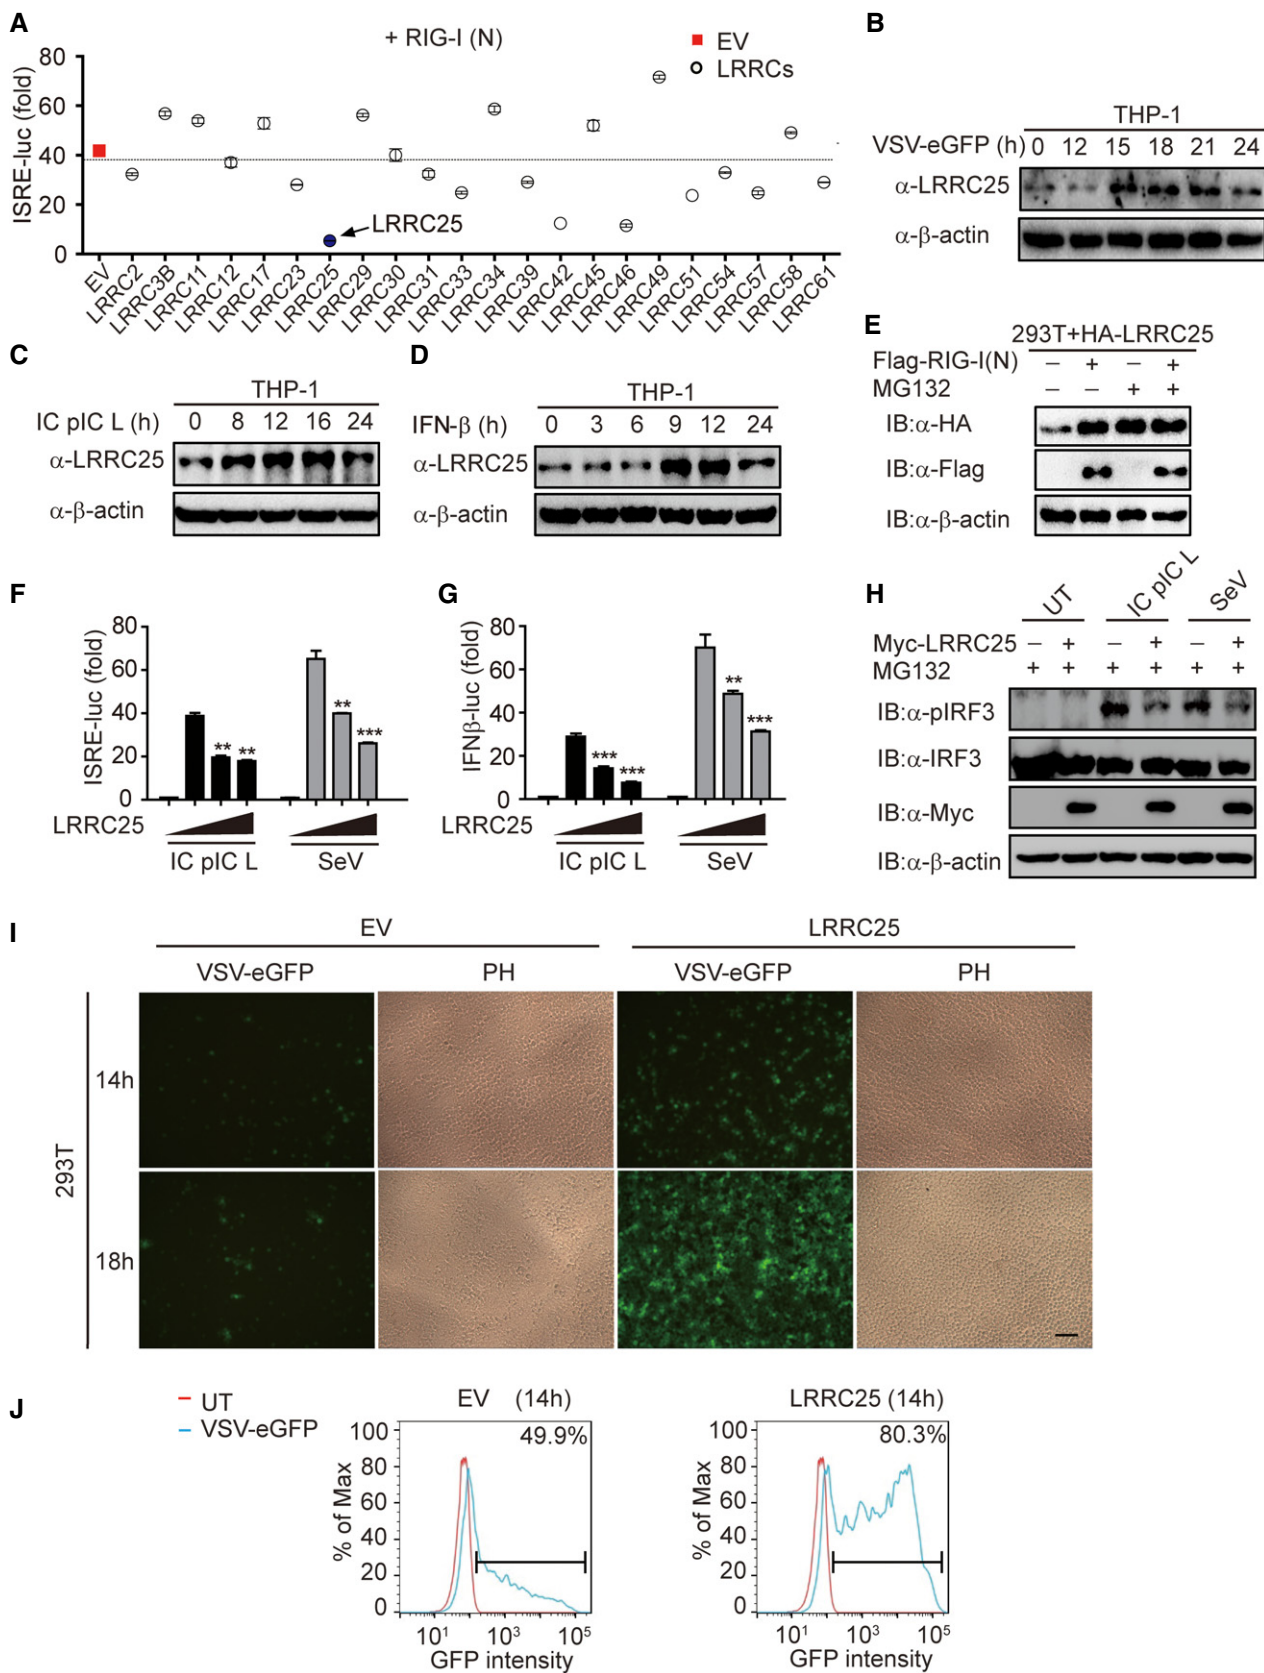 A
+ RIG-I (N)
EV
LRRCs
ISRE-luc (fold)
80
60
40
20
0
LRRC25
EV
LRRC2
LRRC3B
LRRC11
LRRC12
LRRC17
LRRC23
LRRC25
LRRC29
LRRC30
LRRC31
LRRC33
LRRC34
LRRC39
LRRC42
LRRC45
LRRC46
LRRC49
LRRC51
LRRC54
LRRC57
LRRC58
LRRC61
B
THP-1
VSV-eGFP (h) 0 12 15 18 21 24
α-LRRC25
α-β-actin
C
THP-1
IC pIC L (h) 0 8 12 16 24
α-LRRC25
α-β-actin
D
THP-1
IFN-β (h) 0 3 6 9 12 24
α-LRRC25
α-β-actin
E
293T+HA-LRRC25
Flag-RIG-I(N) – + – +
MG132 – – + +
IB:α-HA
IB:α-Flag
IB:α-β-actin
F
ISRE-luc (fold)
80
60
40
20
0
** ** ** ***
LRRC25
IC pIC L SeV
G
IFNβ-luc (fold)
80
60
40
20
0
*** *** ** ***
LRRC25
IC pIC L SeV
H
UT IC pIC L SeV
Myc-LRRC25 – + – + – +
MG132 + + + + + +
IB:α-pIRF3
IB:α-IRF3
IB:α-Myc
IB:α-β-actin
I
EV LRRC25
VSV-eGFP PH VSV-eGFP PH
293T
14h
18h
J
UT
VSV-eGFP
EV (14h)
49.9%
% of Max
100
80
60
40
20
0
10¹ 10³ 10⁵
GFP intensity
LRRC25 (14h)
80.3%
% of Max
100
80
60
40
20
0
10¹ 10³ 10⁵
GFP intensity